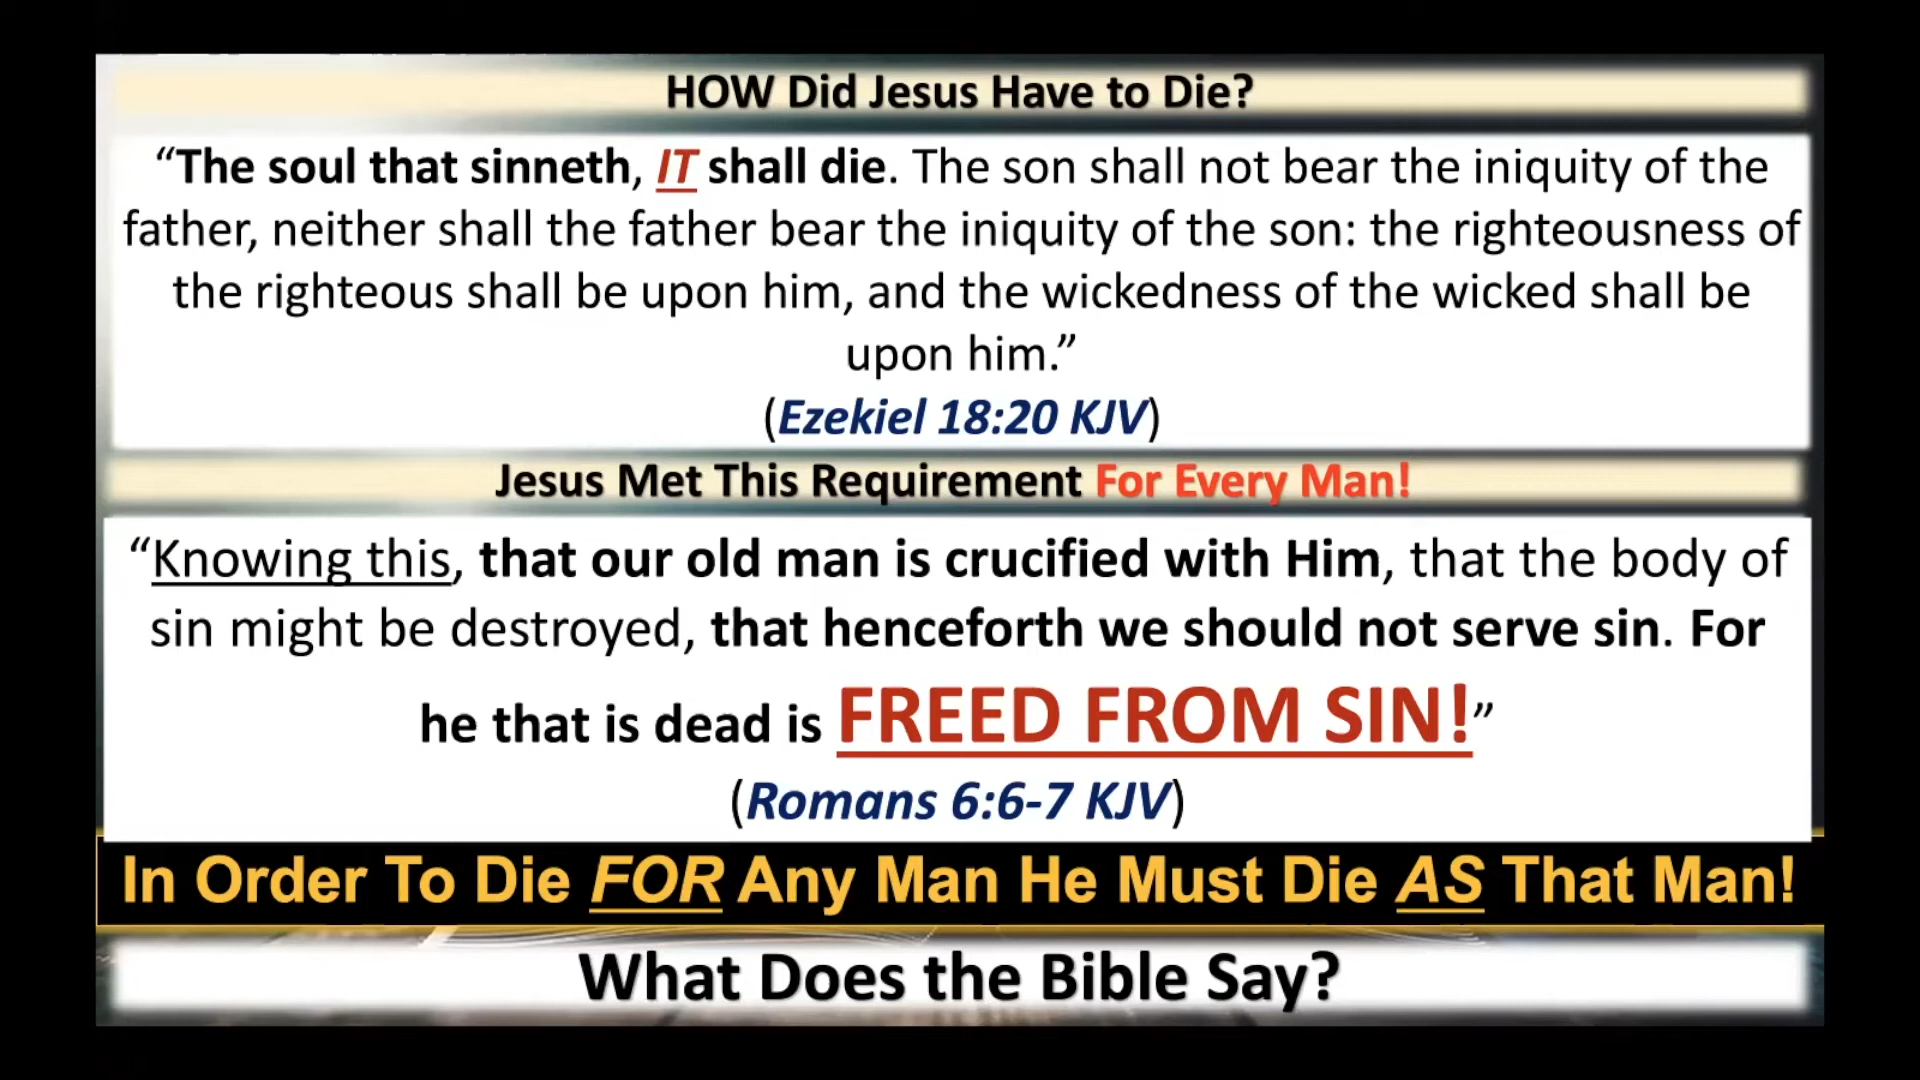 HOW Did Jesus Have to Die?
“The soul that sinneth, IT shall die. The son shall not bear the iniquity of the
father, neither shall the father bear the iniquity of the son: the righteousness of
the righteous shall be upon him, and the wickedness of the wicked shall be
upon him.”
(Ezekiel 18:20 KJV)
Jesus Met This Requirement For Every Man!
“Knowing this, that our old man is crucified with Him, that the body of
sin might be destroyed, that henceforth we should not serve sin. For
he that is dead is FREED FROM SIN!”
(Romans 6:6-7 KJV)
In Order To Die FOR Any Man He Must Die AS That Man!
What Does the Bible Say?